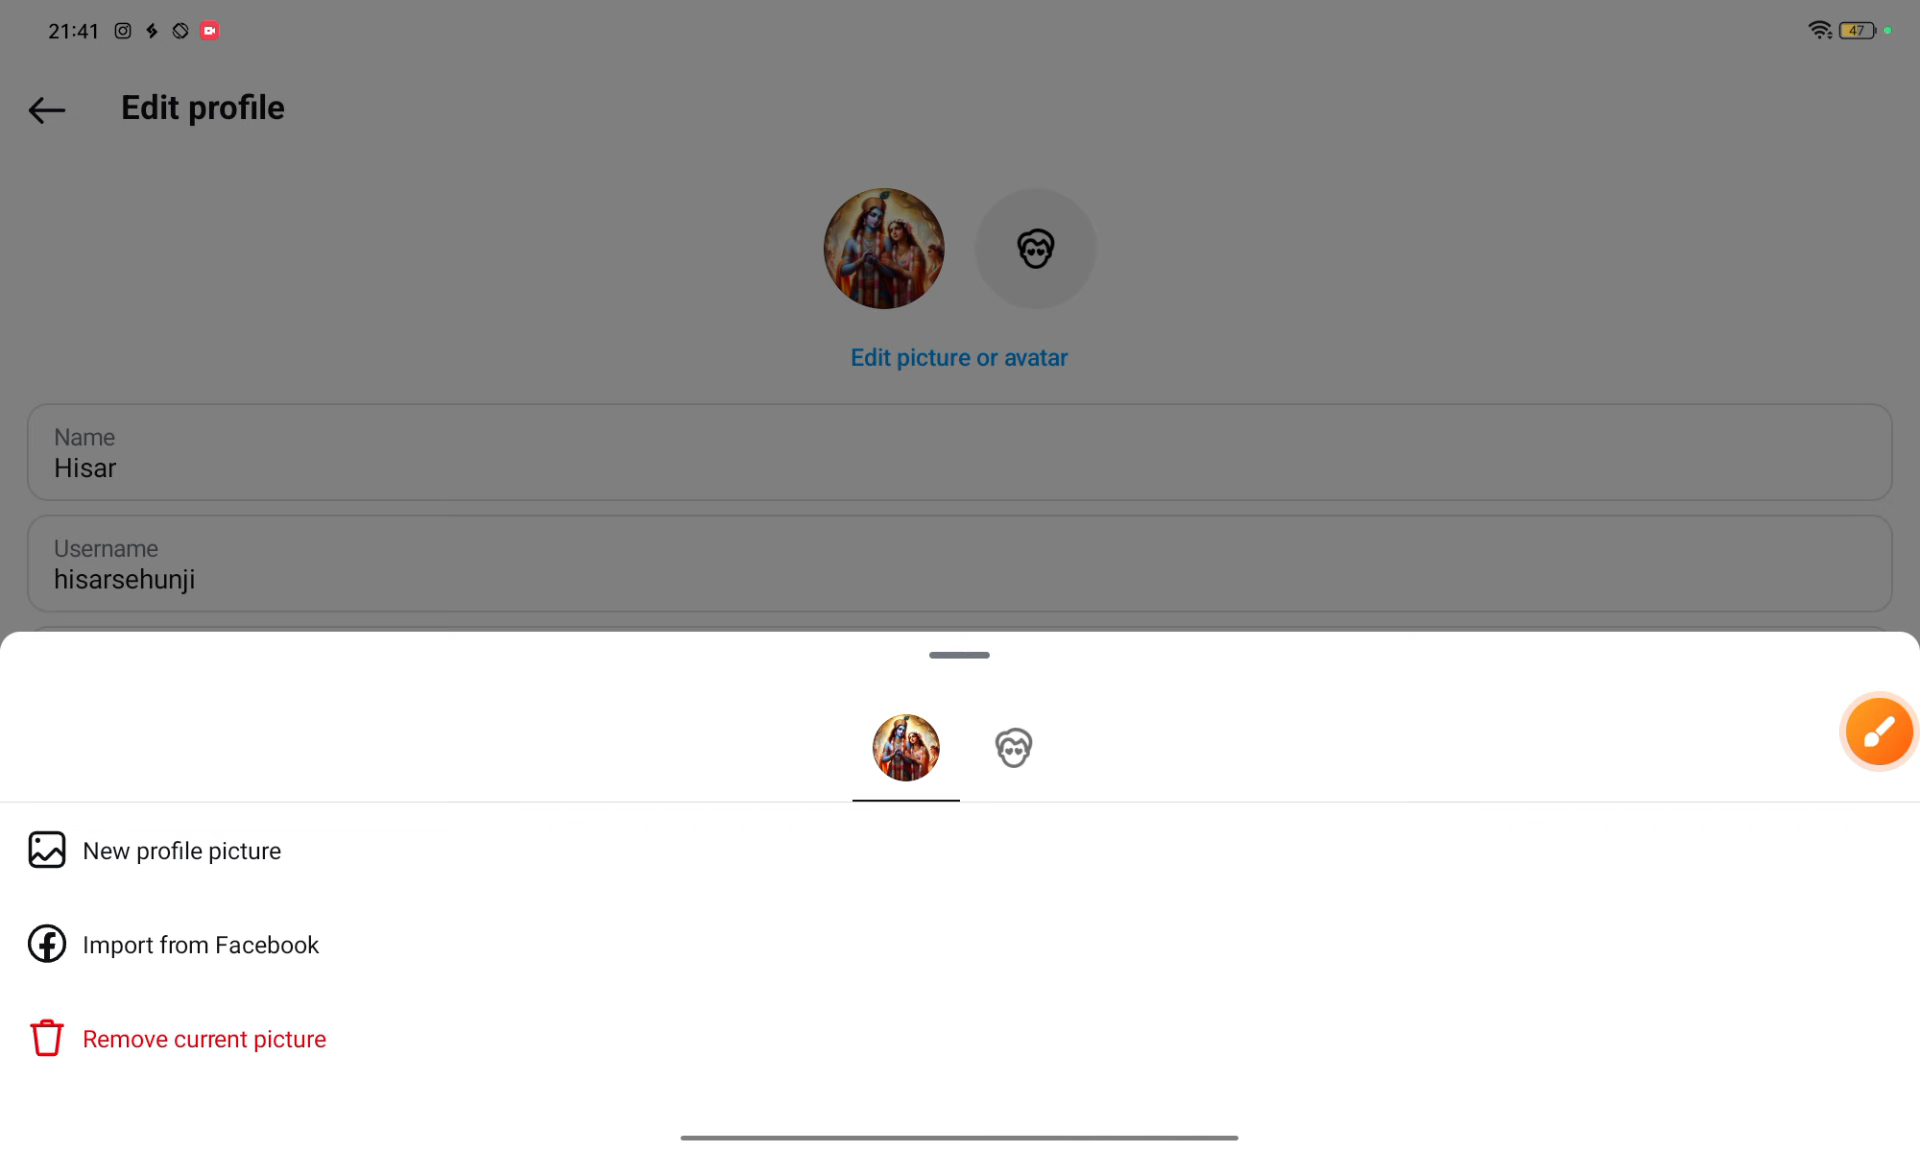 21:41
47
Edit profile
Edit picture or avatar
Name
Hisar
Username
hisarsehunji
New profile picture
Import from Facebook
Remove current picture